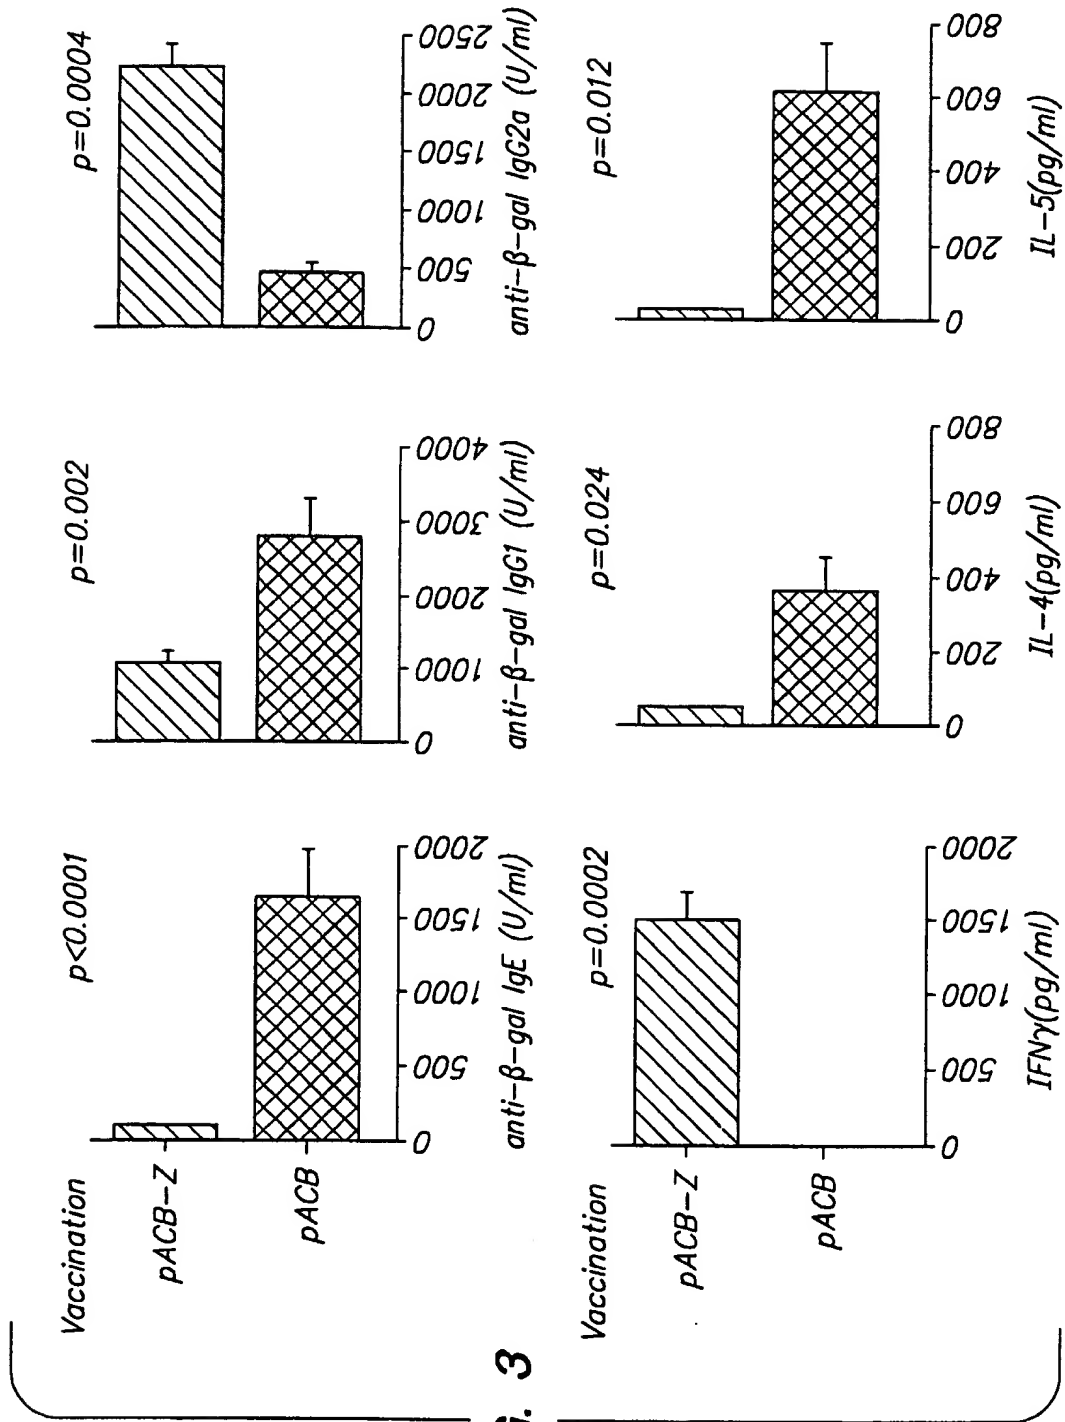 Vaccination
p<0.0001
pACB-Z
pACB
0 500 1000 1500 2000
anti-β-gal IgE (U/ml)
p=0.002
0 1000 2000 3000 4000
anti-β-gal IgG1 (U/ml)
p=0.0004
0 500 1000 1500 2000 2500
anti-β-gal IgG2a (U/ml)
3
Vaccination
p=0.0002
pACB-Z
pACB
0 500 1000 1500 2000
IFNγ(pg/ml)
p=0.024
0 200 400 600 800
IL-4(pg/ml)
p=0.012
0 200 400 600 800
IL-5(pg/ml)